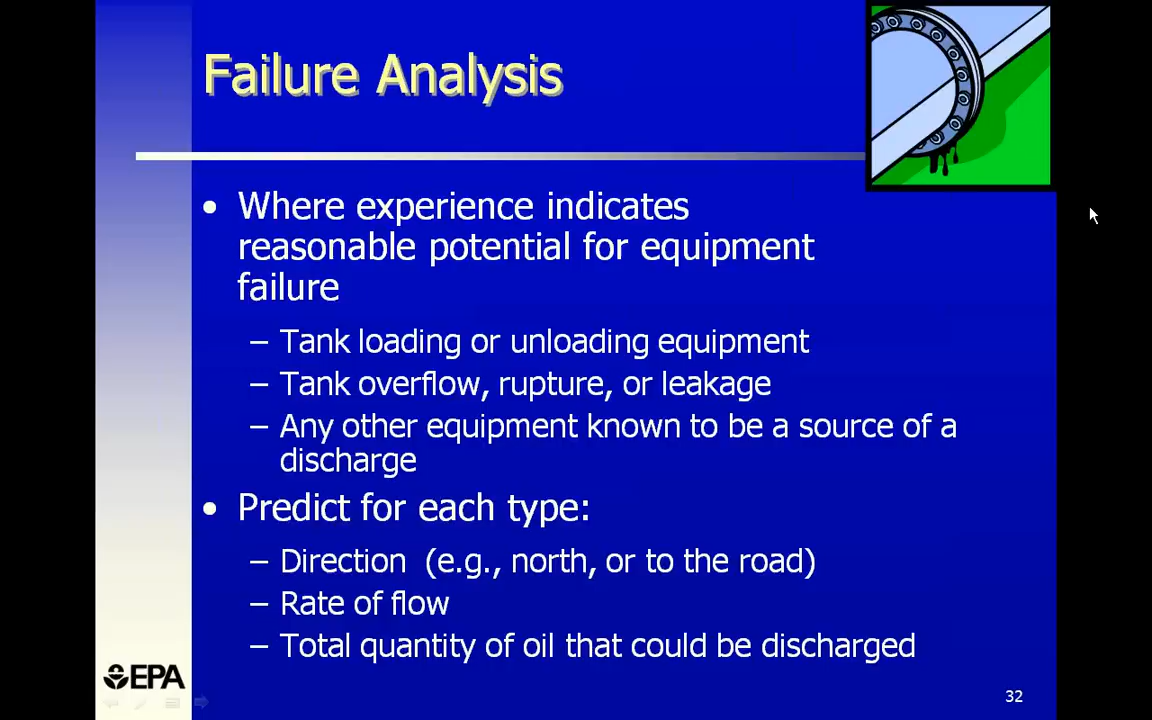 Failure Analysis
• Where experience indicates
reasonable potential for equipment
failure
– Tank loading or unloading equipment
– Tank overflow, rupture, or leakage
– Any other equipment known to be a source of a
discharge
• Predict for each type:
– Direction (e.g., north, or to the road)
– Rate of flow
– Total quantity of oil that could be discharged
EPA
32